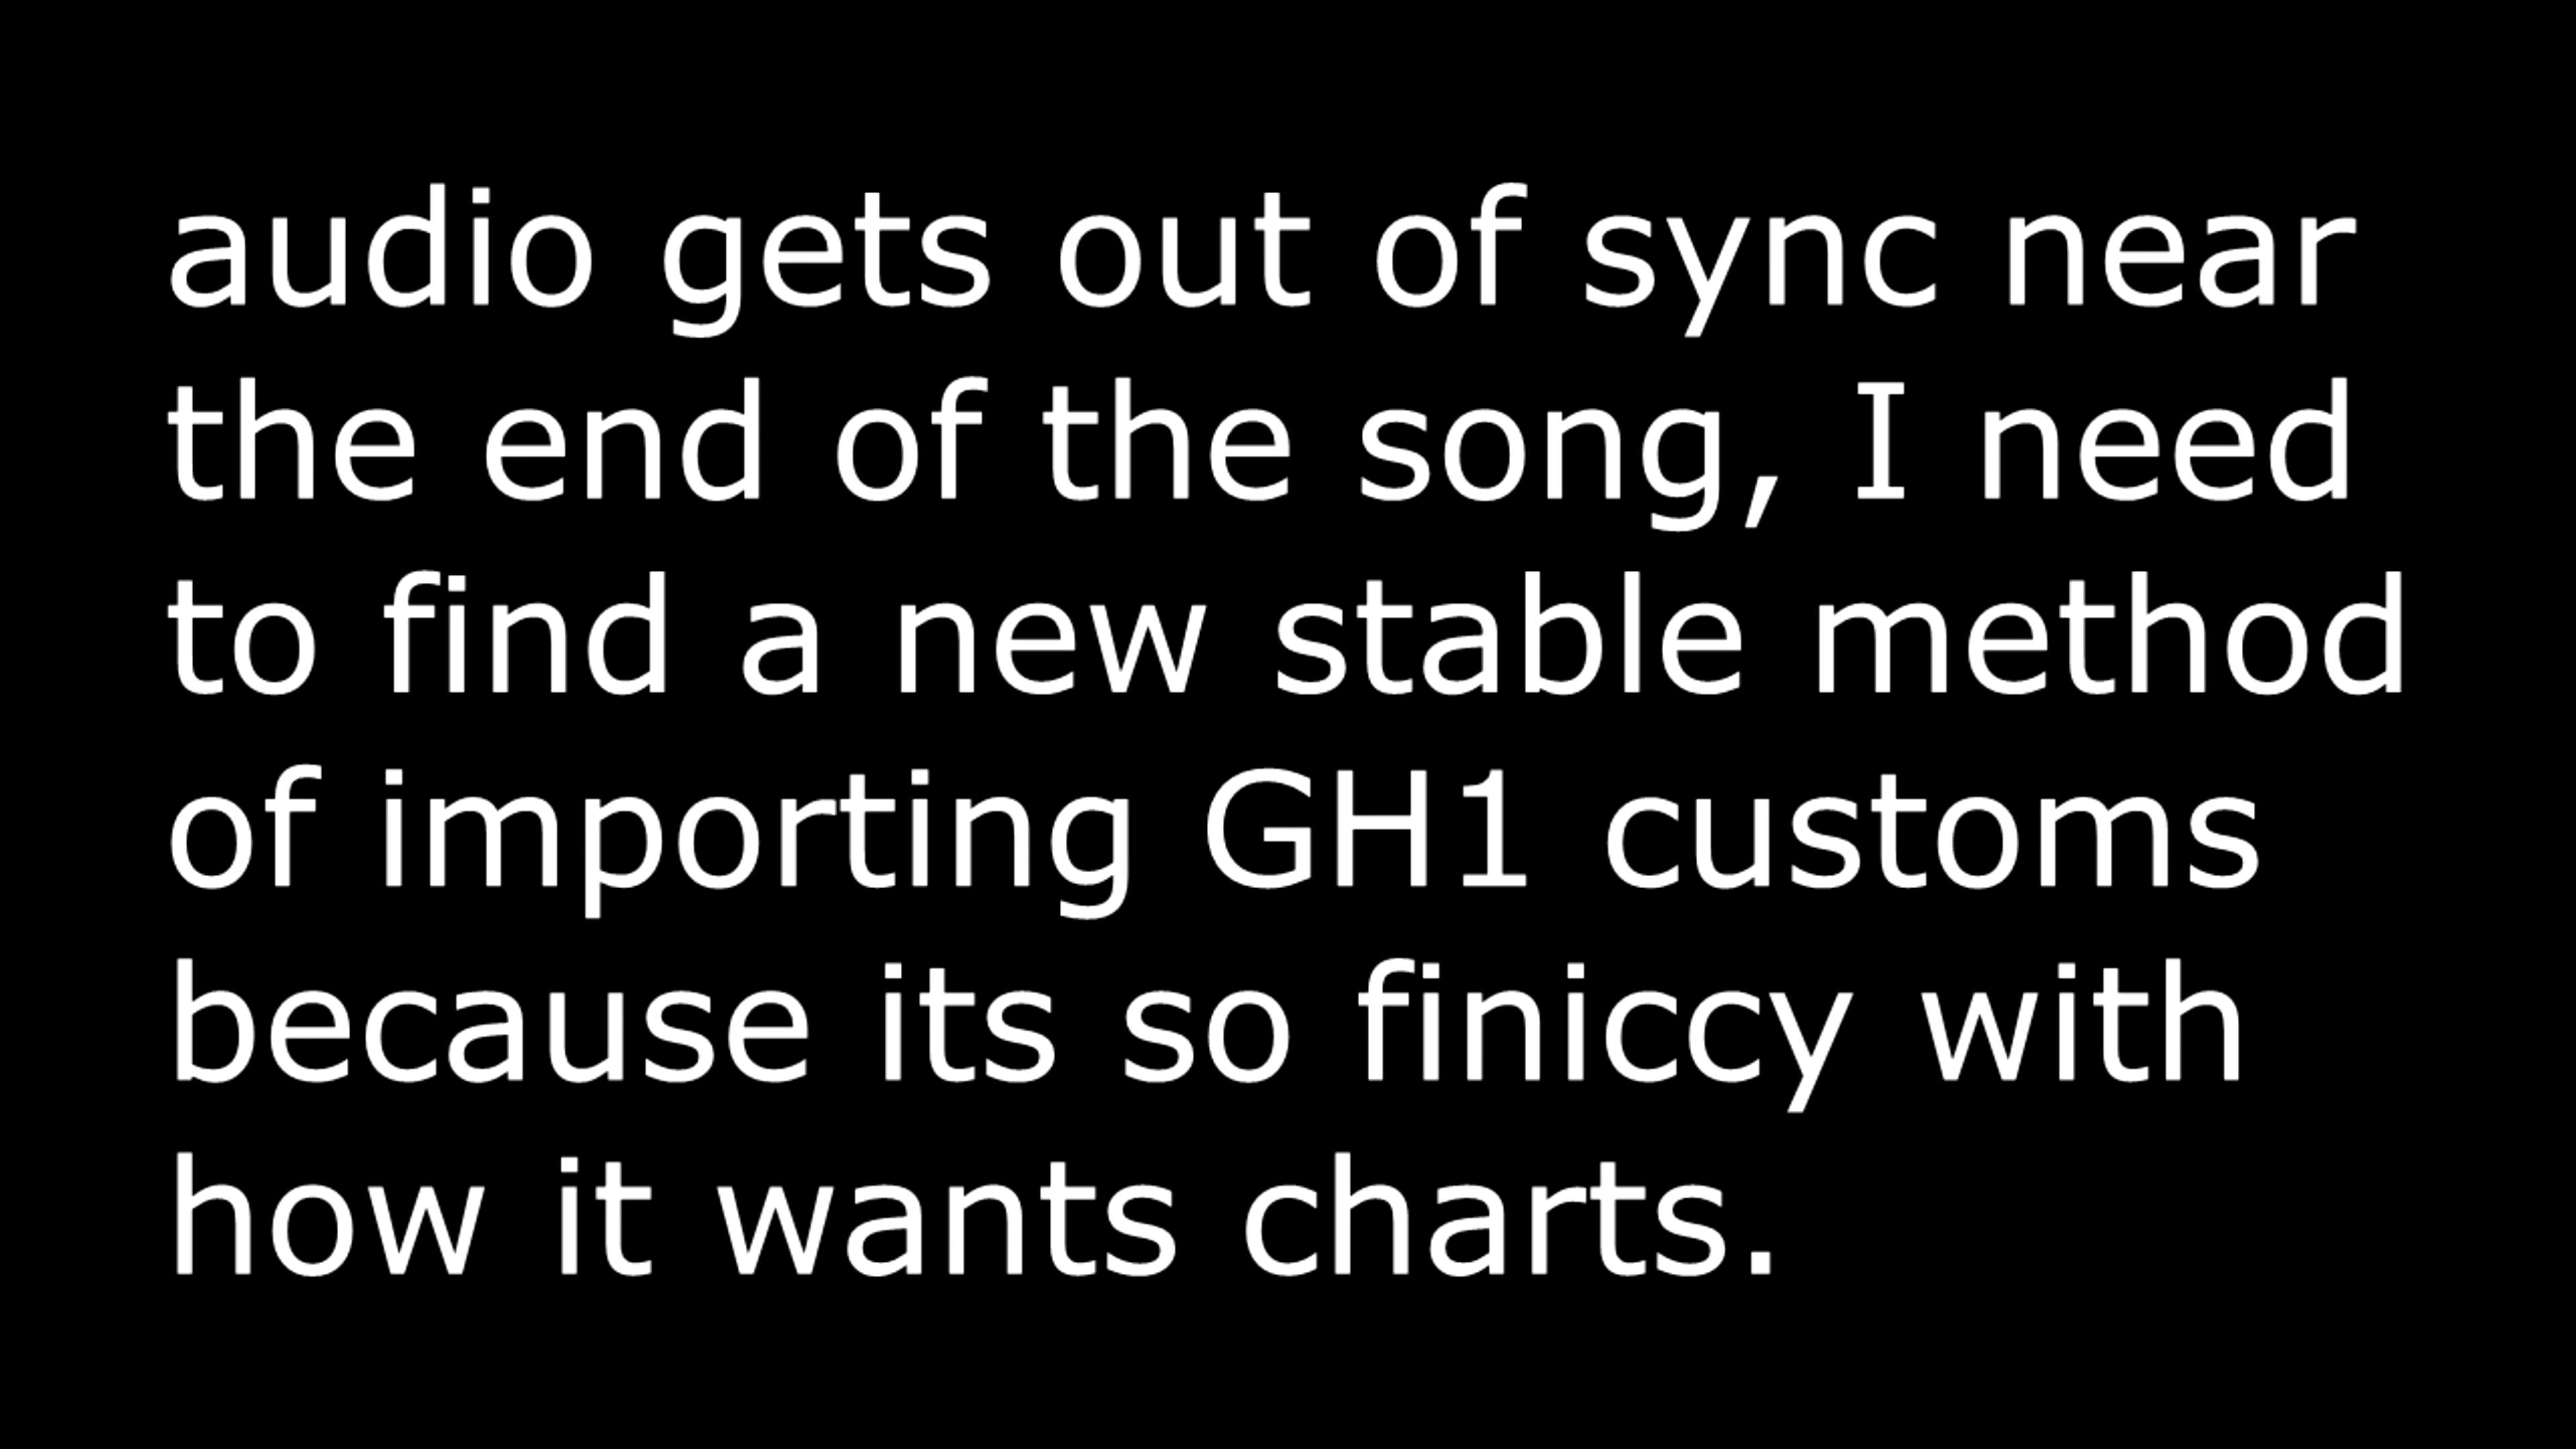 audio gets out of sync near
the end of the song, I need
to find a new stable method
of importing GH1 customs
because its so finiccy with
how it wants charts.